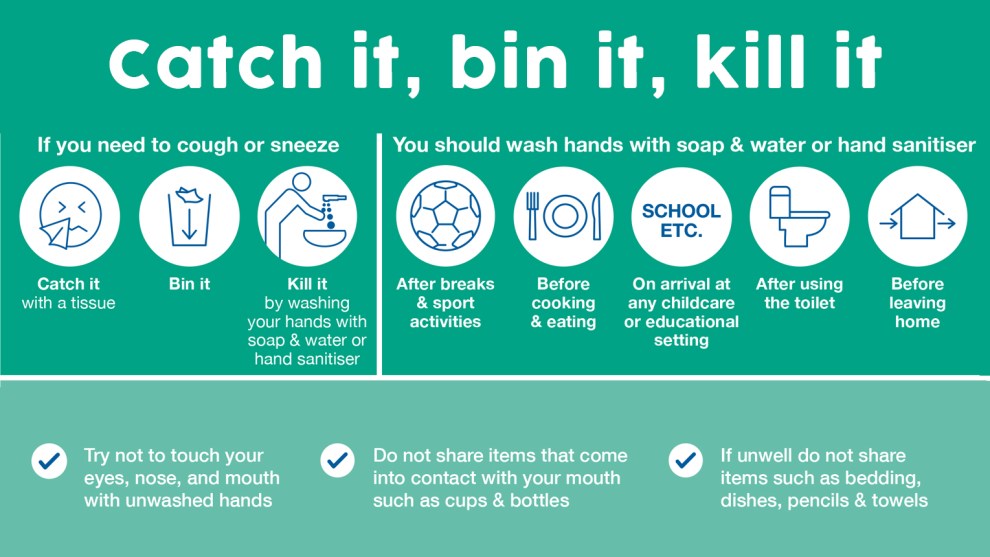 Catch it, bin it, kill it
If you need to cough or sneeze
Catch it
with a tissue
Bin it
Kill it
by washing
your hands with
soap & water or
hand sanitiser
You should wash hands with soap & water or hand sanitiser
After breaks
& sport
activities
Before
cooking
& eating
SCHOOL
ETC.
On arrival at
any childcare
or educational
setting
After using
the toilet
Before
leaving
home
Try not to touch your
eyes, nose, and mouth
with unwashed hands
Do not share items that come
into contact with your mouth
such as cups & bottles
If unwell do not share
items such as bedding,
dishes, pencils & towels